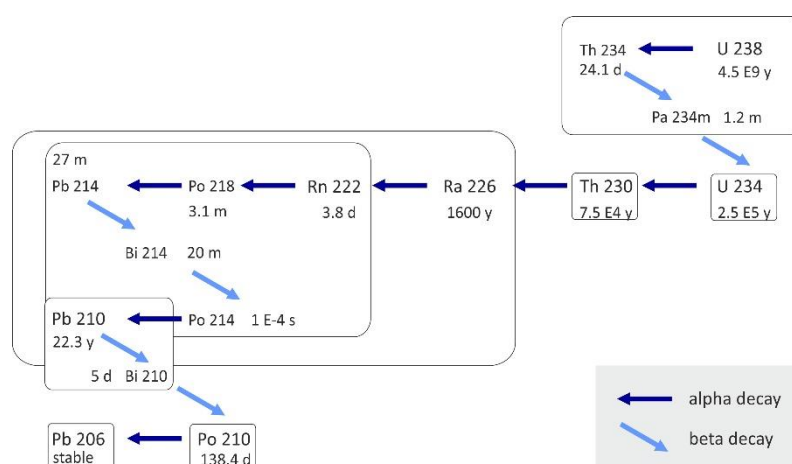 Th 234
U 238
24.1 d
4.5 E9 y
Pa 234m 1.2 m
27 m
Pb 214
Po 218
Rn 222
Ra 226
Th 230
U 234
3.1 m
3.8 d
1600 y
7.5 E4 y
2.5 E5 y
Bi 214 20 m
Pb 210
Po 214 1 E-4 s
22.3 y
5 d Bi 210
alpha decay
Pb 206
Po 210
beta decay
stable
138.4 d